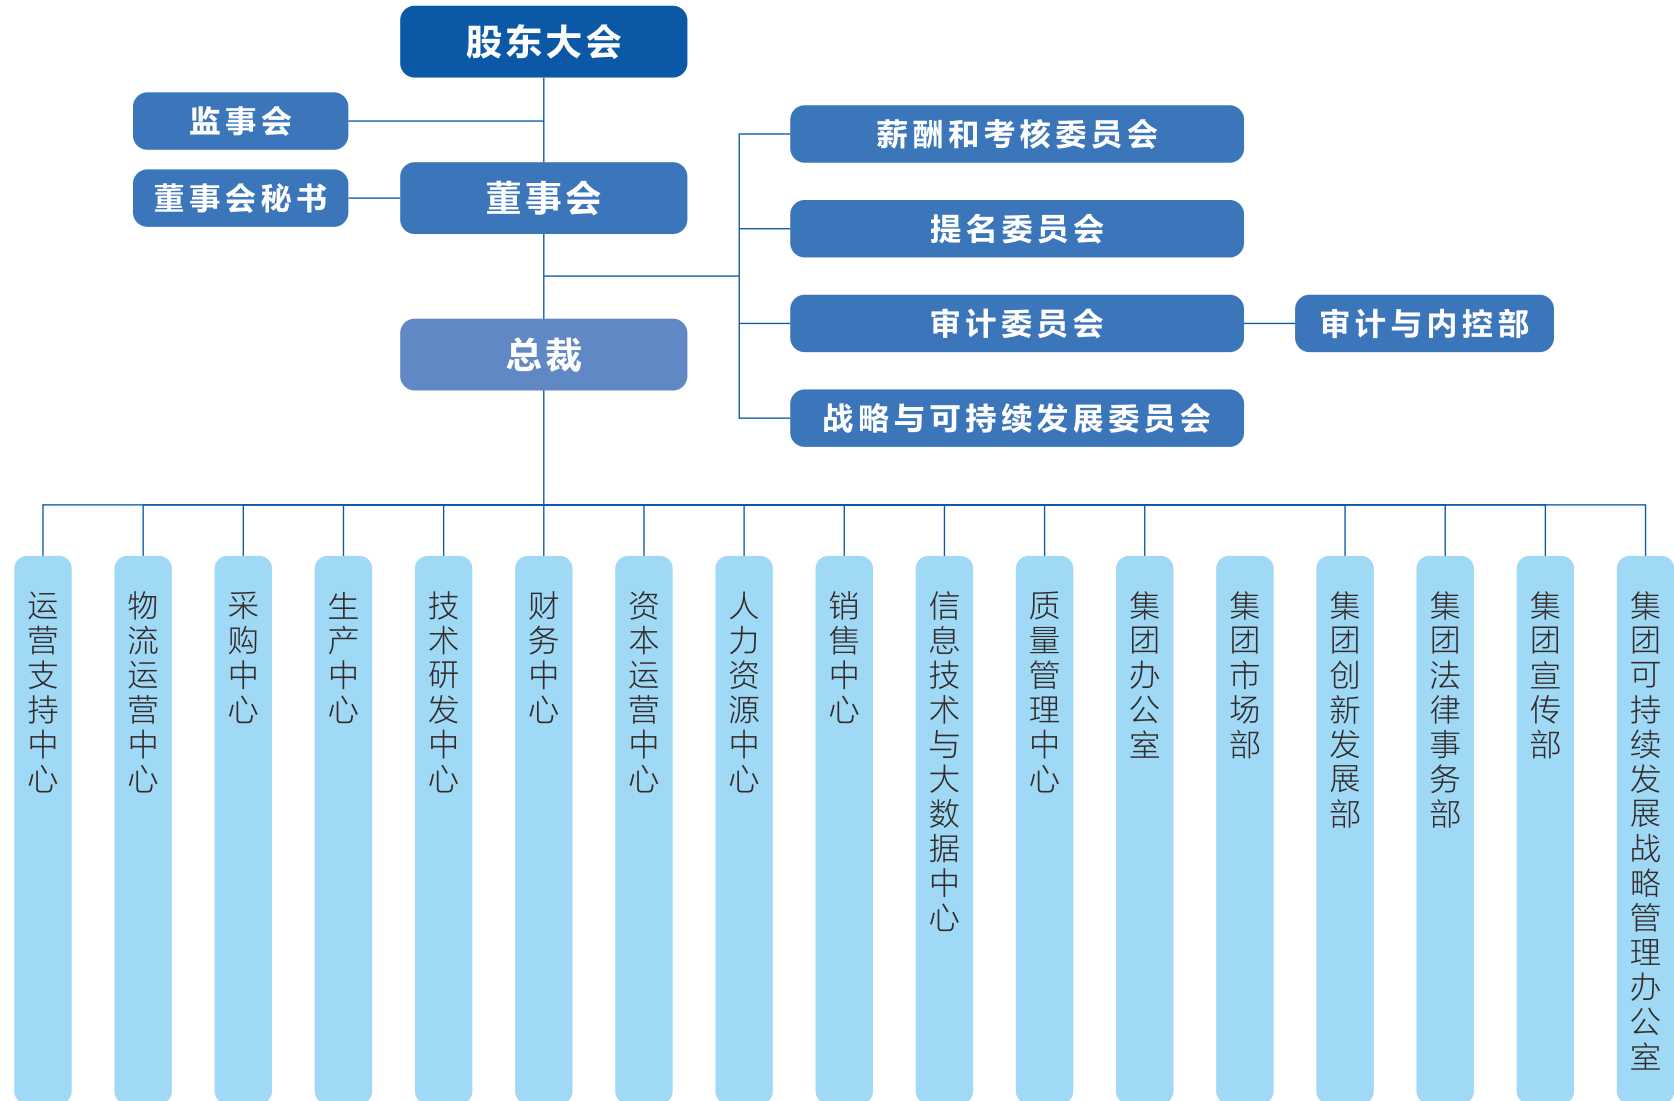 股东大会
监事会
董事会秘书
董事会
薪酬和考核委员会
提名委员会
审计委员会
审计与内控部
战略与可持续发展委员会
总裁
运营支持中心
物流运营中心
采购中心
生产中心
技术研发中心
财务中心
资本运营中心
人力资源中心
销售中心
信息技术与大数据中心
质量管理中心
集团办公室
集团市场部
集团创新发展部
集团法律事务部
集团宣传部
集团可持续发展战略管理办公室